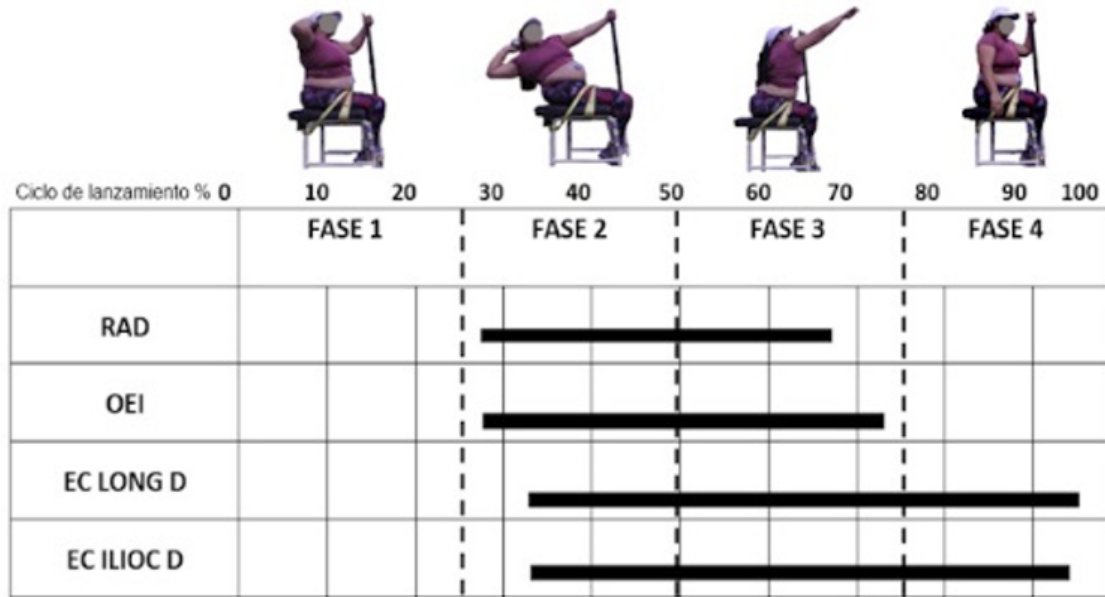 Ciclo de lanzamiento % 0 10 20 30 40 50 60 70 80 90 100
FASE 1 FASE 2 FASE 3 FASE 4
RAD
OEI
EC LONG D
EC ILIOC D